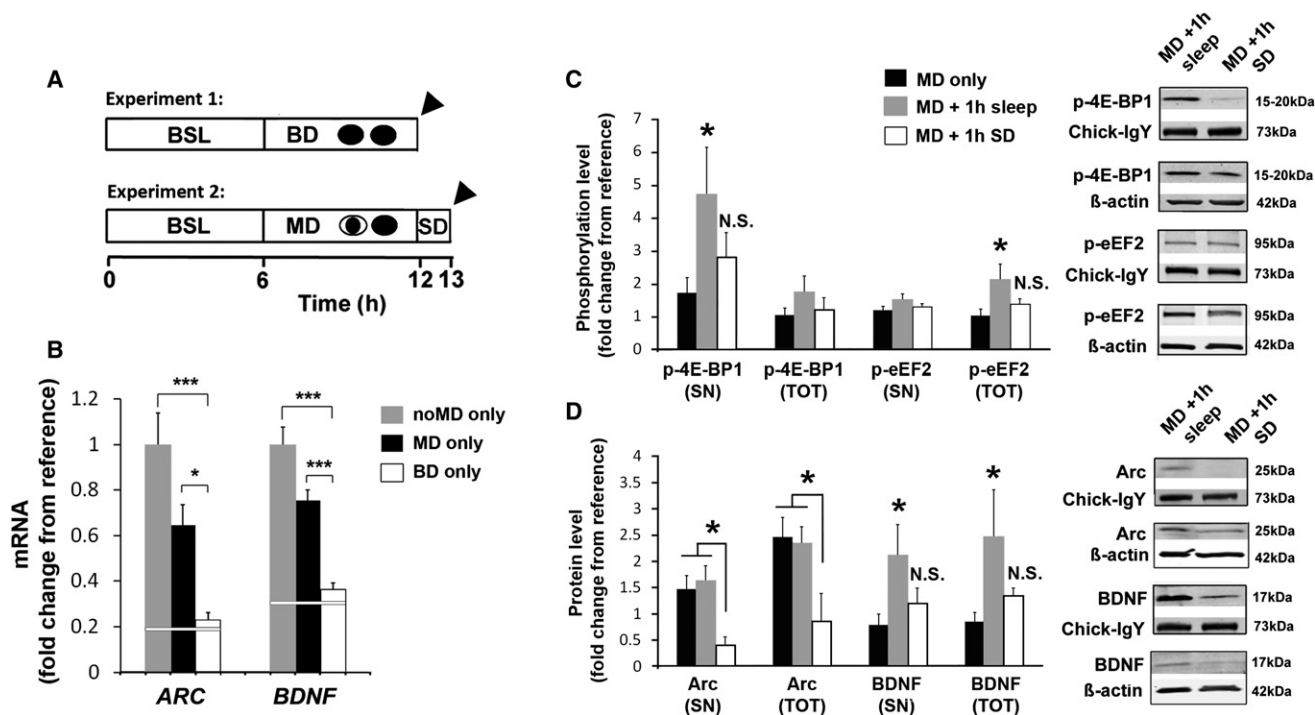 A
Experiment 1:
BSL BD
Experiment 2:
BSL MD SD
0 6 12 13
Time (h)
B
mRNA
(fold change from reference)
1.2
1
0.8
0.6
0.4
0.2
0
***
*
***
***
noMD only
MD only
BD only
ARC BDNF
C
Phosphorylation level
(fold change from reference)
7
6
5
4
3
2
1
0
MD only
MD + 1h sleep
MD + 1h SD
*
N.S.
*
N.S.
p-4E-BP1 p-4E-BP1 p-eEF2 p-eEF2
(SN) (TOT) (SN) (TOT)
MD +1h
sleep
MD +1h
SD
p-4E-BP1 15-20kDa
Chick-IgY 73kDa
p-4E-BP1 15-20kDa
ß-actin 42kDa
p-eEF2 95kDa
Chick-IgY 73kDa
p-eEF2 95kDa
ß-actin 42kDa
D
Protein level
(fold change from reference)
3.5
3
2.5
2
1.5
1
0.5
0
*
*
*
N.S.
*
N.S.
Arc Arc BDNF BDNF
(SN) (TOT) (SN) (TOT)
MD +1h
sleep
MD +1h
SD
Arc 25kDa
Chick-IgY 73kDa
Arc 25kDa
ß-actin 42kDa
BDNF 17kDa
Chick-IgY 73kDa
BDNF 17kDa
ß-actin 42kDa